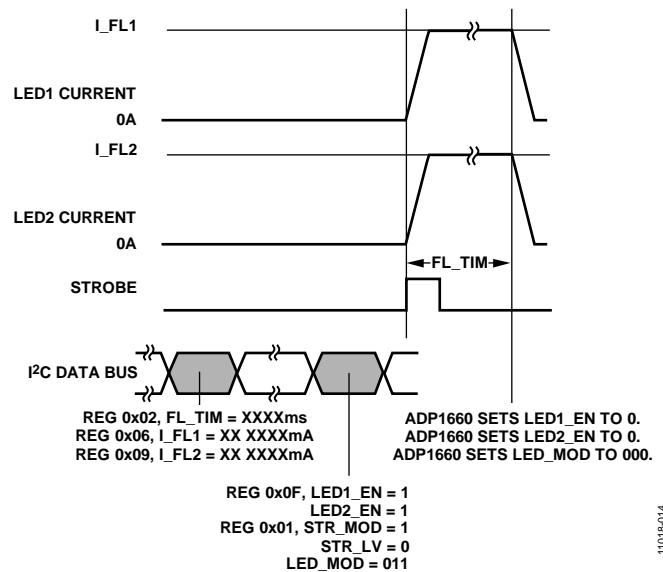 I_FL1
LED1 CURRENT
0A
I_FL2
LED2 CURRENT
0A
FL_TIM
STROBE
I2C DATA BUS
REG 0x02, FL_TIM = XXXXms
REG 0x06, I_FL1 = XX XXXXmA
REG 0x09, I_FL2 = XX XXXXmA
ADP1660 SETS LED1_EN TO 0.
ADP1660 SETS LED2_EN TO 0.
ADP1660 SETS LED_MOD TO 000.
REG 0x0F, LED1_EN = 1
LED2_EN = 1
REG 0x01, STR_MOD = 1
STR_LV = 0
LED_MOD = 011
11018-014